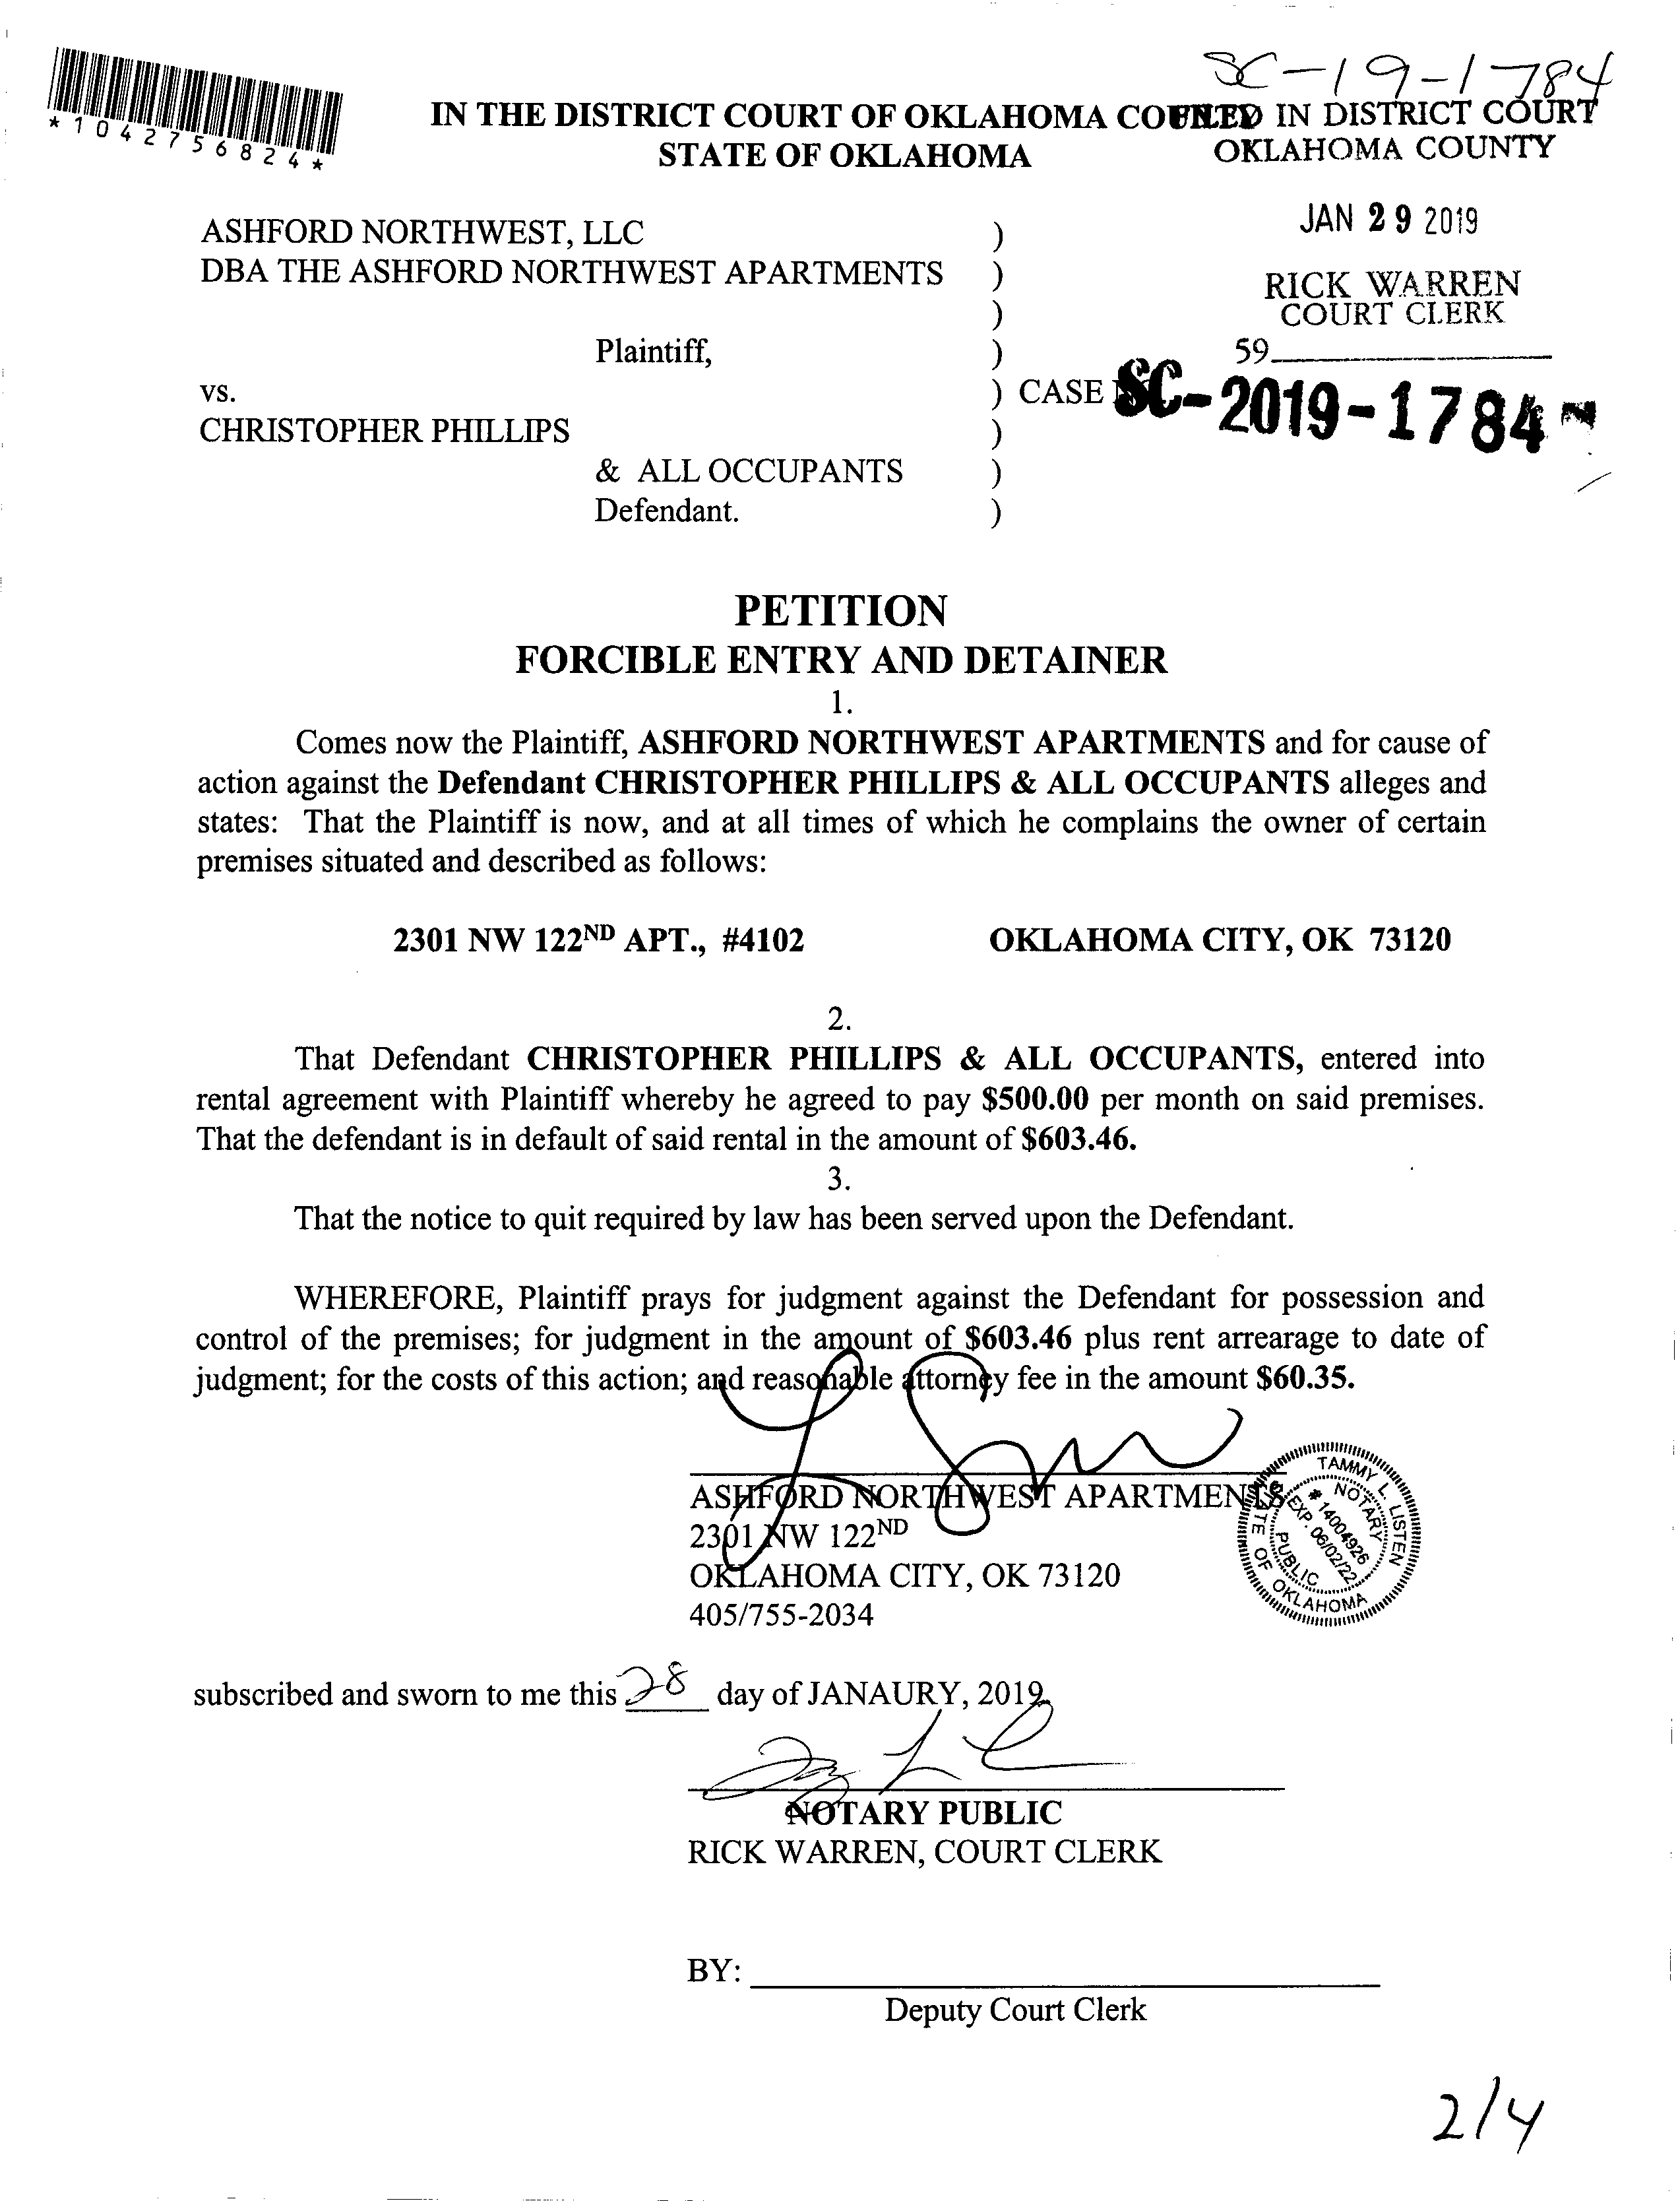 SC-19-1784
*1042756824*
IN THE DISTRICT COURT OF OKLAHOMA COUNTY
STATE OF OKLAHOMA
FILED IN DISTRICT COURT
OKLAHOMA COUNTY
JAN 29 2019
RICK WARREN
COURT CLERK
59
ASHFORD NORTHWEST, LLC )
DBA THE ASHFORD NORTHWEST APARTMENTS )
)
Plaintiff, )
vs. ) CASE
SC-2019-1784
CHRISTOPHER PHILLIPS )
& ALL OCCUPANTS )
Defendant. )
PETITION
FORCIBLE ENTRY AND DETAINER
1.
Comes now the Plaintiff, ASHFORD NORTHWEST APARTMENTS and for cause of
action against the Defendant CHRISTOPHER PHILLIPS & ALL OCCUPANTS alleges and
states: That the Plaintiff is now, and at all times of which he complains the owner of certain
premises situated and described as follows:
2301 NW 122ND APT., #4102 OKLAHOMA CITY, OK 73120
2.
That Defendant CHRISTOPHER PHILLIPS & ALL OCCUPANTS, entered into
rental agreement with Plaintiff whereby he agreed to pay $500.00 per month on said premises.
That the defendant is in default of said rental in the amount of $603.46.
3.
That the notice to quit required by law has been served upon the Defendant.
WHEREFORE, Plaintiff prays for judgment against the Defendant for possession and
control of the premises; for judgment in the amount of $603.46 plus rent arrearage to date of
judgment; for the costs of this action; and reasonable attorney fee in the amount $60.35.
ASHFORD NORTHWEST APARTMENTS
2301 NW 122ND
OKLAHOMA CITY, OK 73120
405/755-2034
TAMMY L. LISTEN
NOTARY
# 14004926
EXP. 06/02/22
PUBLIC
STATE OF OKLAHOMA
subscribed and sworn to me this 28 day of JANAURY, 2019.
NOTARY PUBLIC
RICK WARREN, COURT CLERK
BY:
Deputy Court Clerk
2/4